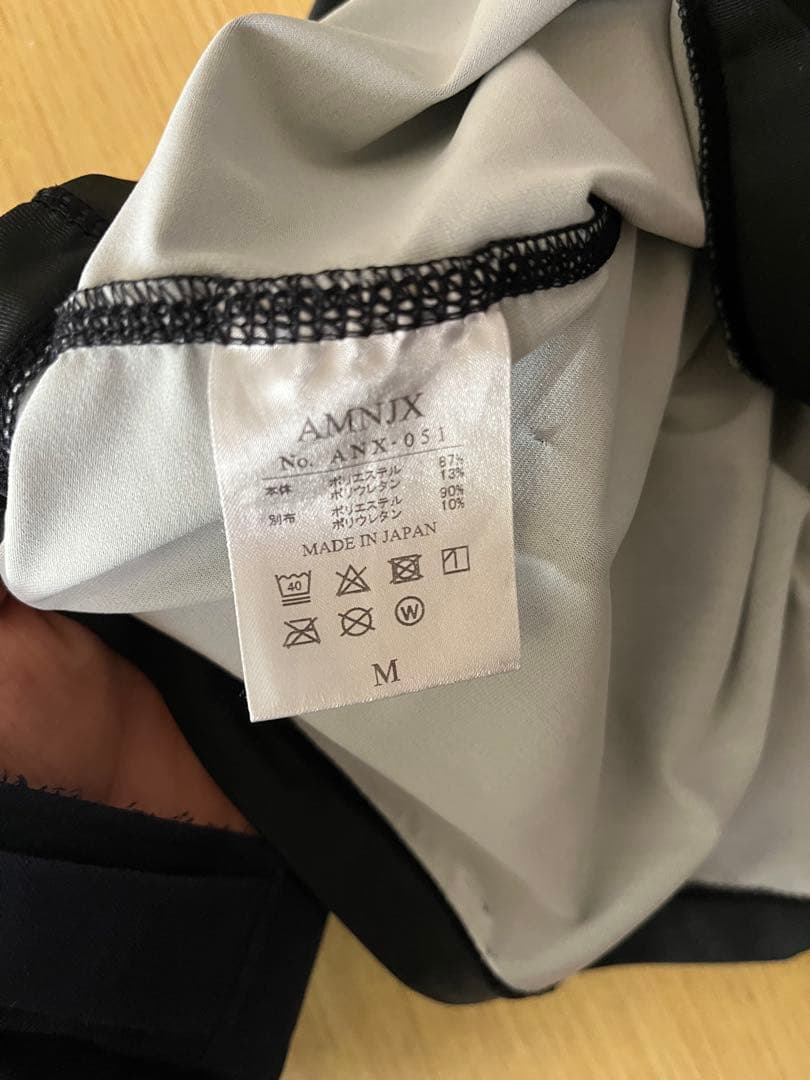 AMNJX
No. ANX-051
本体 ポリエステル 87%
ポリウレタン 13%
別布 ポリエステル 90%
ポリウレタン 10%
MADE IN JAPAN
40 1
W
M